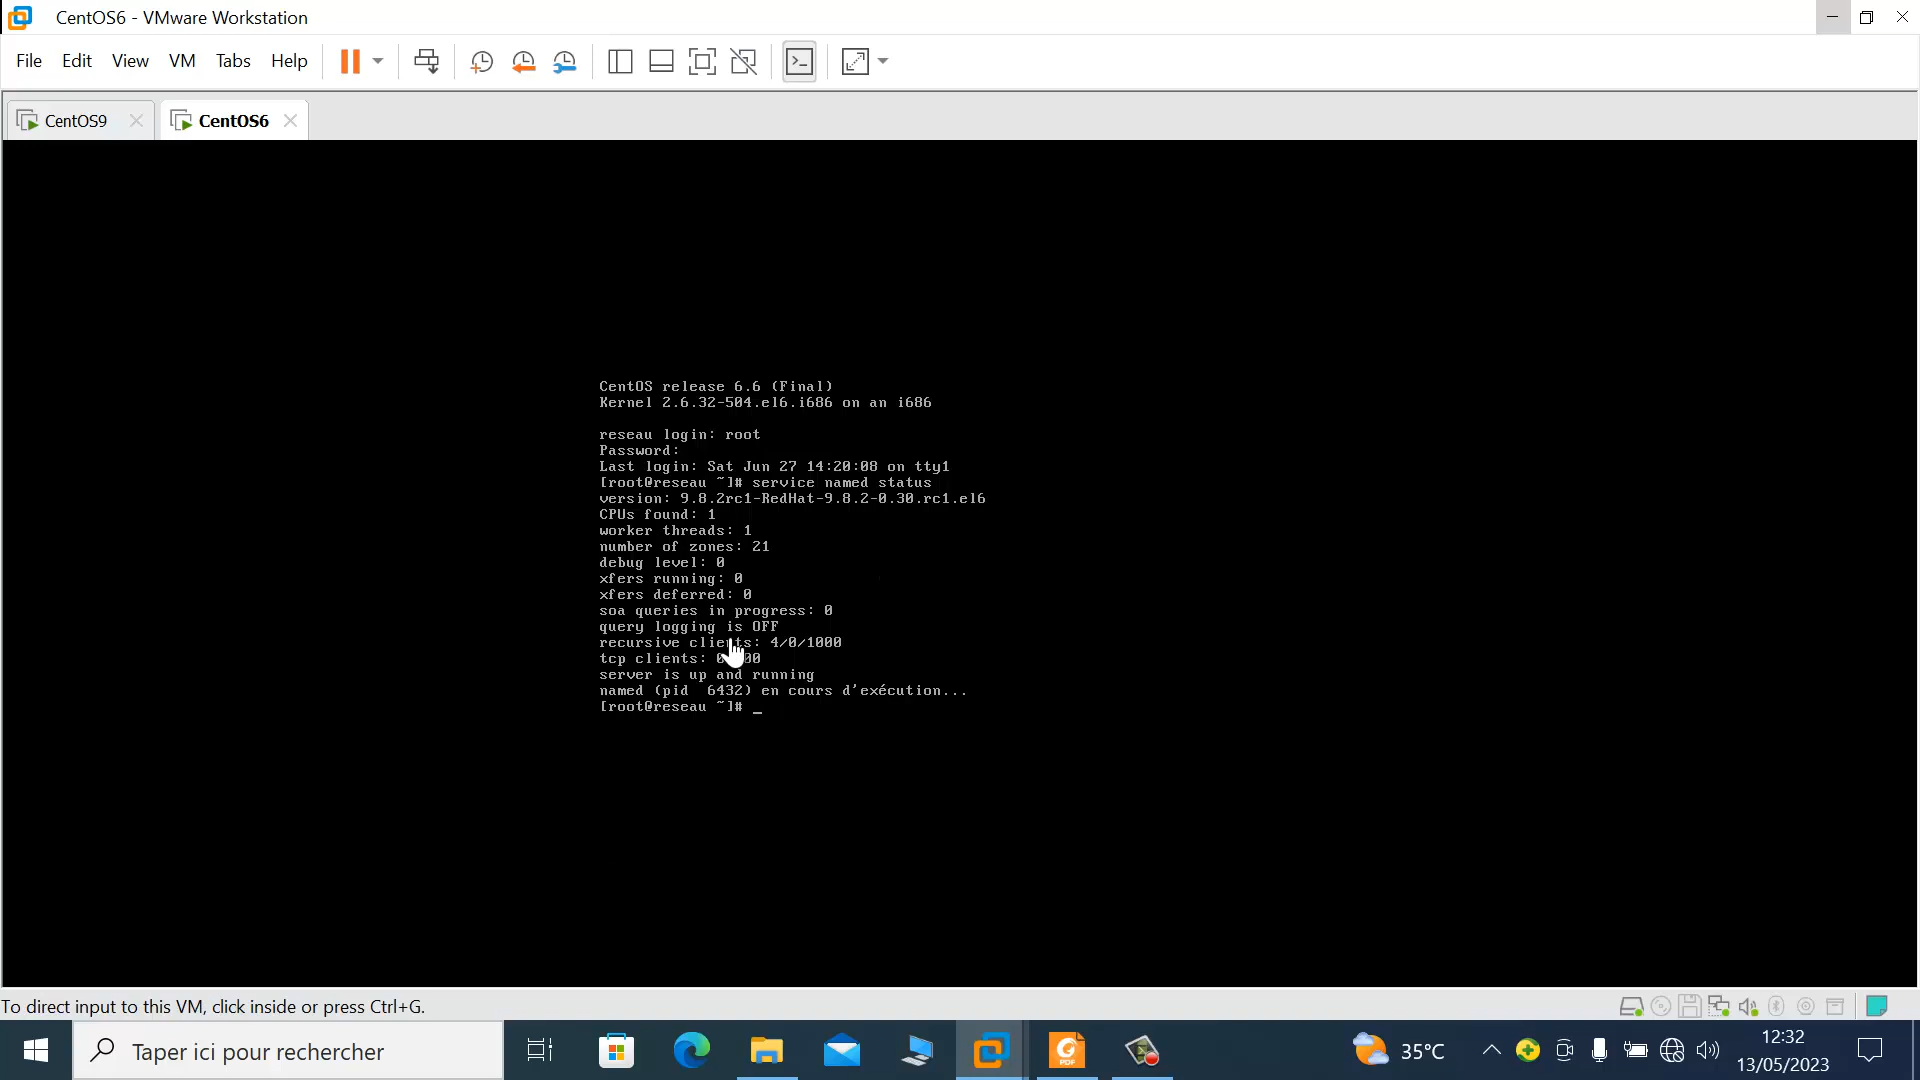 CentOS6 - VMware Workstation
File Edit View VM Tabs Help
CentOS9 CentOS6
CentOS release 6.6 (Final)
Kernel 2.6.32-504.el6.i686 on an i686
reseau login: root
Password:
Last login: Sat Jun 27 14:20:08 on tty1
[root@reseau ~]# service named status
version: 9.8.2rc1-RedHat-9.8.2-0.30.rc1.el6
CPUs found: 1
worker threads: 1
number of zones: 21
debug level: 0
xfers running: 0
xfers deferred: 0
soa queries in progress: 0
query logging is OFF
recursive clients: 4/0/1000
tcp clients:
server is up and running
named (pid  6432) en cours d'exécution...
[root@reseau ~]# _
To direct input to this VM, click inside or press Ctrl+G.
Taper ici pour rechercher
PDF
35°C
12:32
13/05/2023